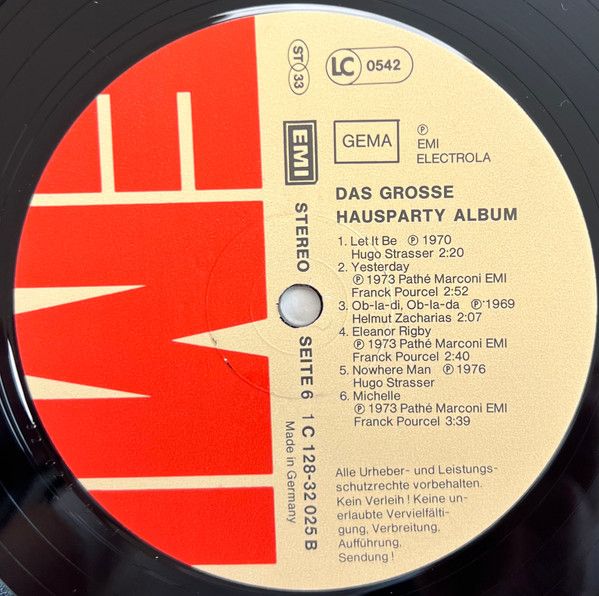 ST 33
LC 0542
EMI
GEMA
℗
EMI
ELECTROLA
DAS GROSSE
HAUSPARTY ALBUM
1. Let It Be ℗ 1970
Hugo Strasser 2:20
2. Yesterday
℗ 1973 Pathé Marconi EMI
Franck Pourcel 2:52
3. Ob-la-di, Ob-la-da ℗ 1969
Helmut Zacharias 2:07
4. Eleanor Rigby
℗ 1973 Pathé Marconi EMI
Franck Pourcel 2:40
5. Nowhere Man ℗ 1976
Hugo Strasser
6. Michelle
℗ 1973 Pathé Marconi EMI
Franck Pourcel 3:39
STEREO SEITE 6 1 C 128-32 025 B
Made in Germany
Alle Urheber- und Leistungs-
schutzrechte vorbehalten.
Kein Verleih! Keine un-
erlaubte Vervielfälti-
gung, Verbreitung,
Aufführung,
Sendung!
EMI